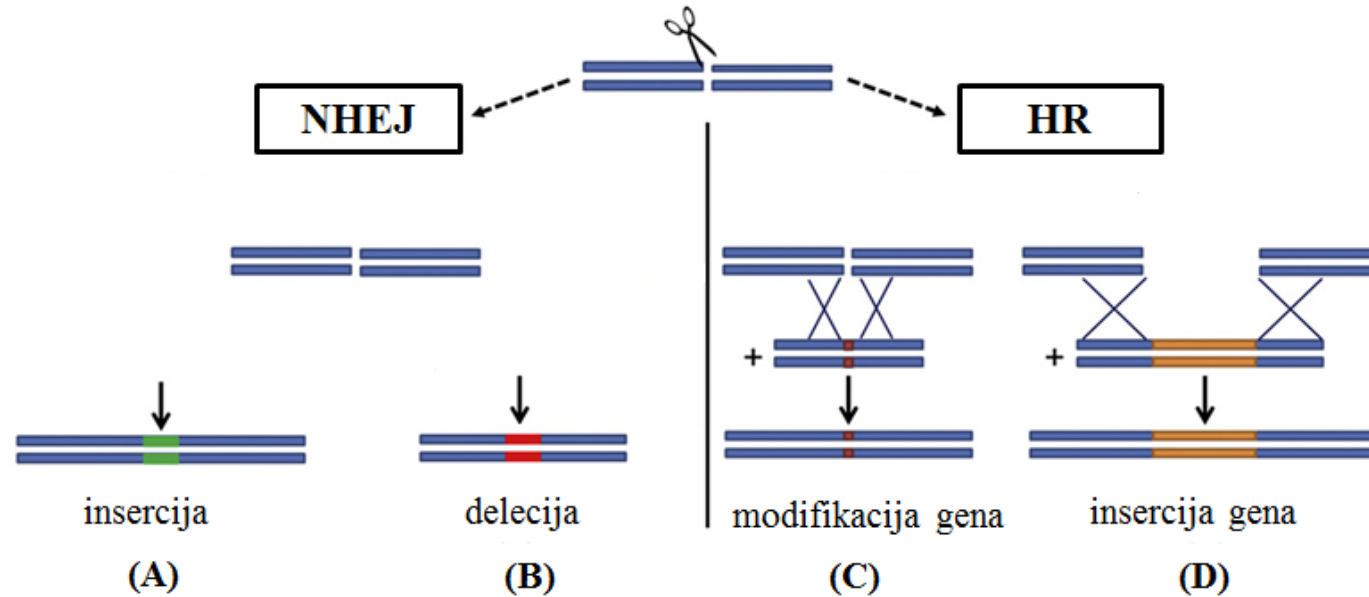 NHEJ
HR
+
+
insercija
delecija
modifikacija gena
insercija gena
(A)
(B)
(C)
(D)